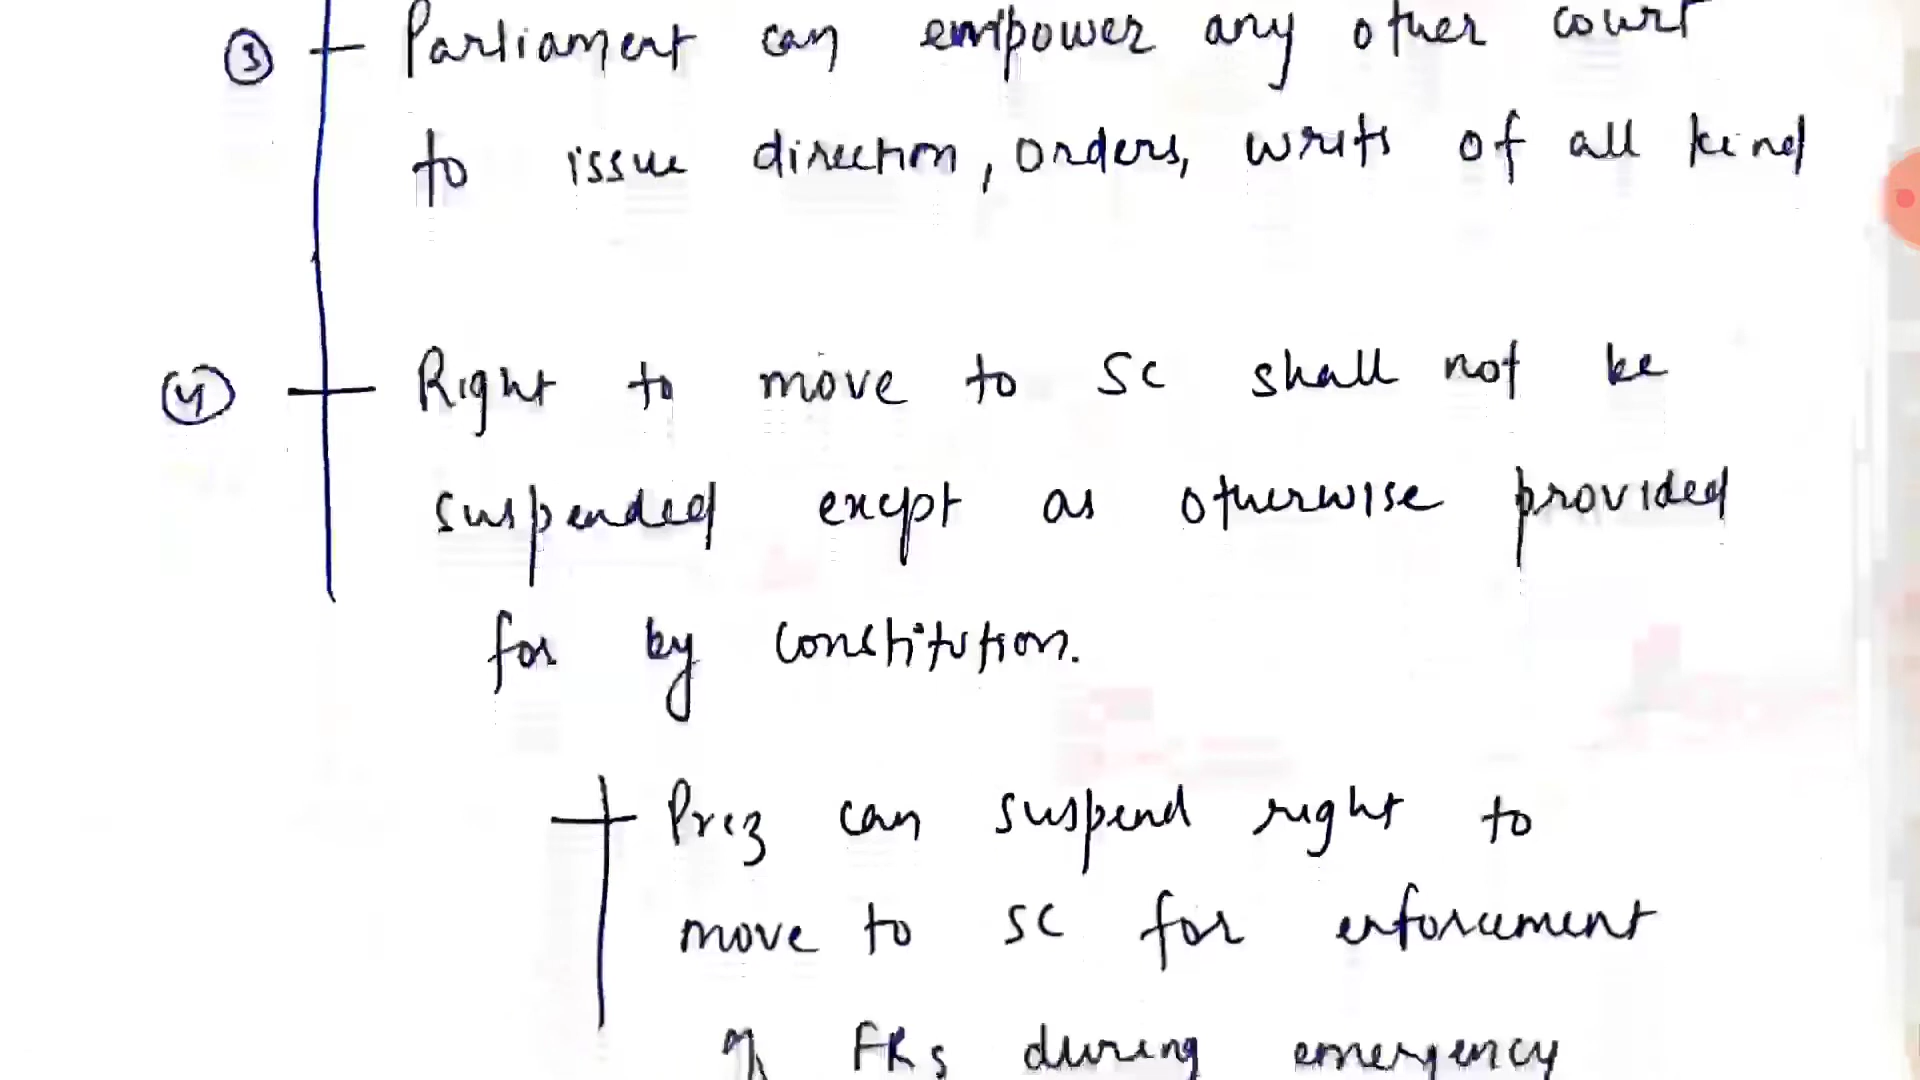 ③ Parliament can empower any other court
to issue direction, orders, writs of all kind
④ Right to move to SC shall not be
suspended except as otherwise provided
for by constitution.
Prez can suspend right to
move to SC for enforcement
of FRs during emergency